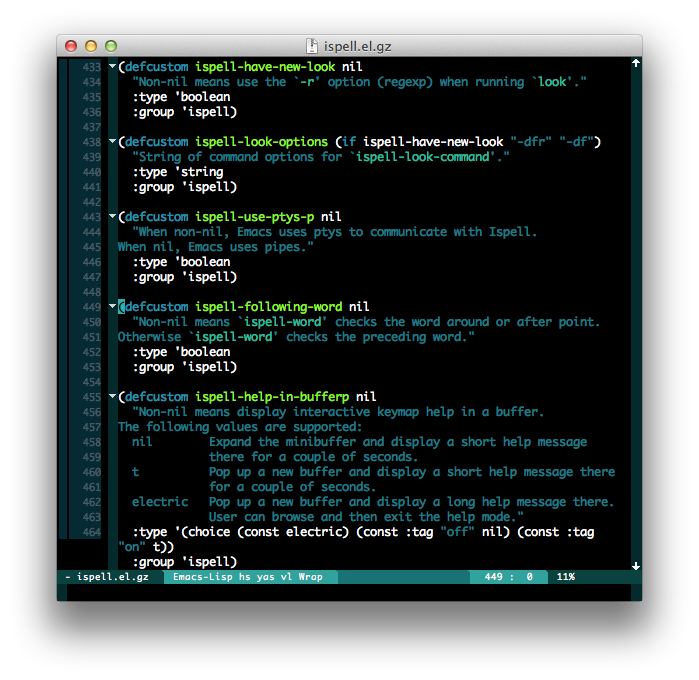 ispell.el.gz
433 (defcustom ispell-have-new-look nil
434 "Non-nil means use the `-r' option (regexp) when running `look'."
435 :type 'boolean
436 :group 'ispell)
437
438 (defcustom ispell-look-options (if ispell-have-new-look "-dfr" "-df")
439 "String of command options for `ispell-look-command'."
440 :type 'string
441 :group 'ispell)
442
443 (defcustom ispell-use-ptys-p nil
444 "When non-nil, Emacs uses ptys to communicate with Ispell.
445 When nil, Emacs uses pipes."
446 :type 'boolean
447 :group 'ispell)
448
449 (defcustom ispell-following-word nil
450 "Non-nil means `ispell-word' checks the word around or after point.
451 Otherwise `ispell-word' checks the preceding word."
452 :type 'boolean
453 :group 'ispell)
454
455 (defcustom ispell-help-in-bufferp nil
456 "Non-nil means display interactive keymap help in a buffer.
457 The following values are supported:
458 nil Expand the minibuffer and display a short help message
459 there for a couple of seconds.
460 t Pop up a new buffer and display a short help message there
461 for a couple of seconds.
462 electric Pop up a new buffer and display a long help message there.
463 User can browse and then exit the help mode."
464 :type '(choice (const electric) (const :tag "off" nil) (const :tag
"on" t))
:group 'ispell)
- ispell.el.gz Emacs-Lisp hs yas vl Wrap 449 : 0 11%